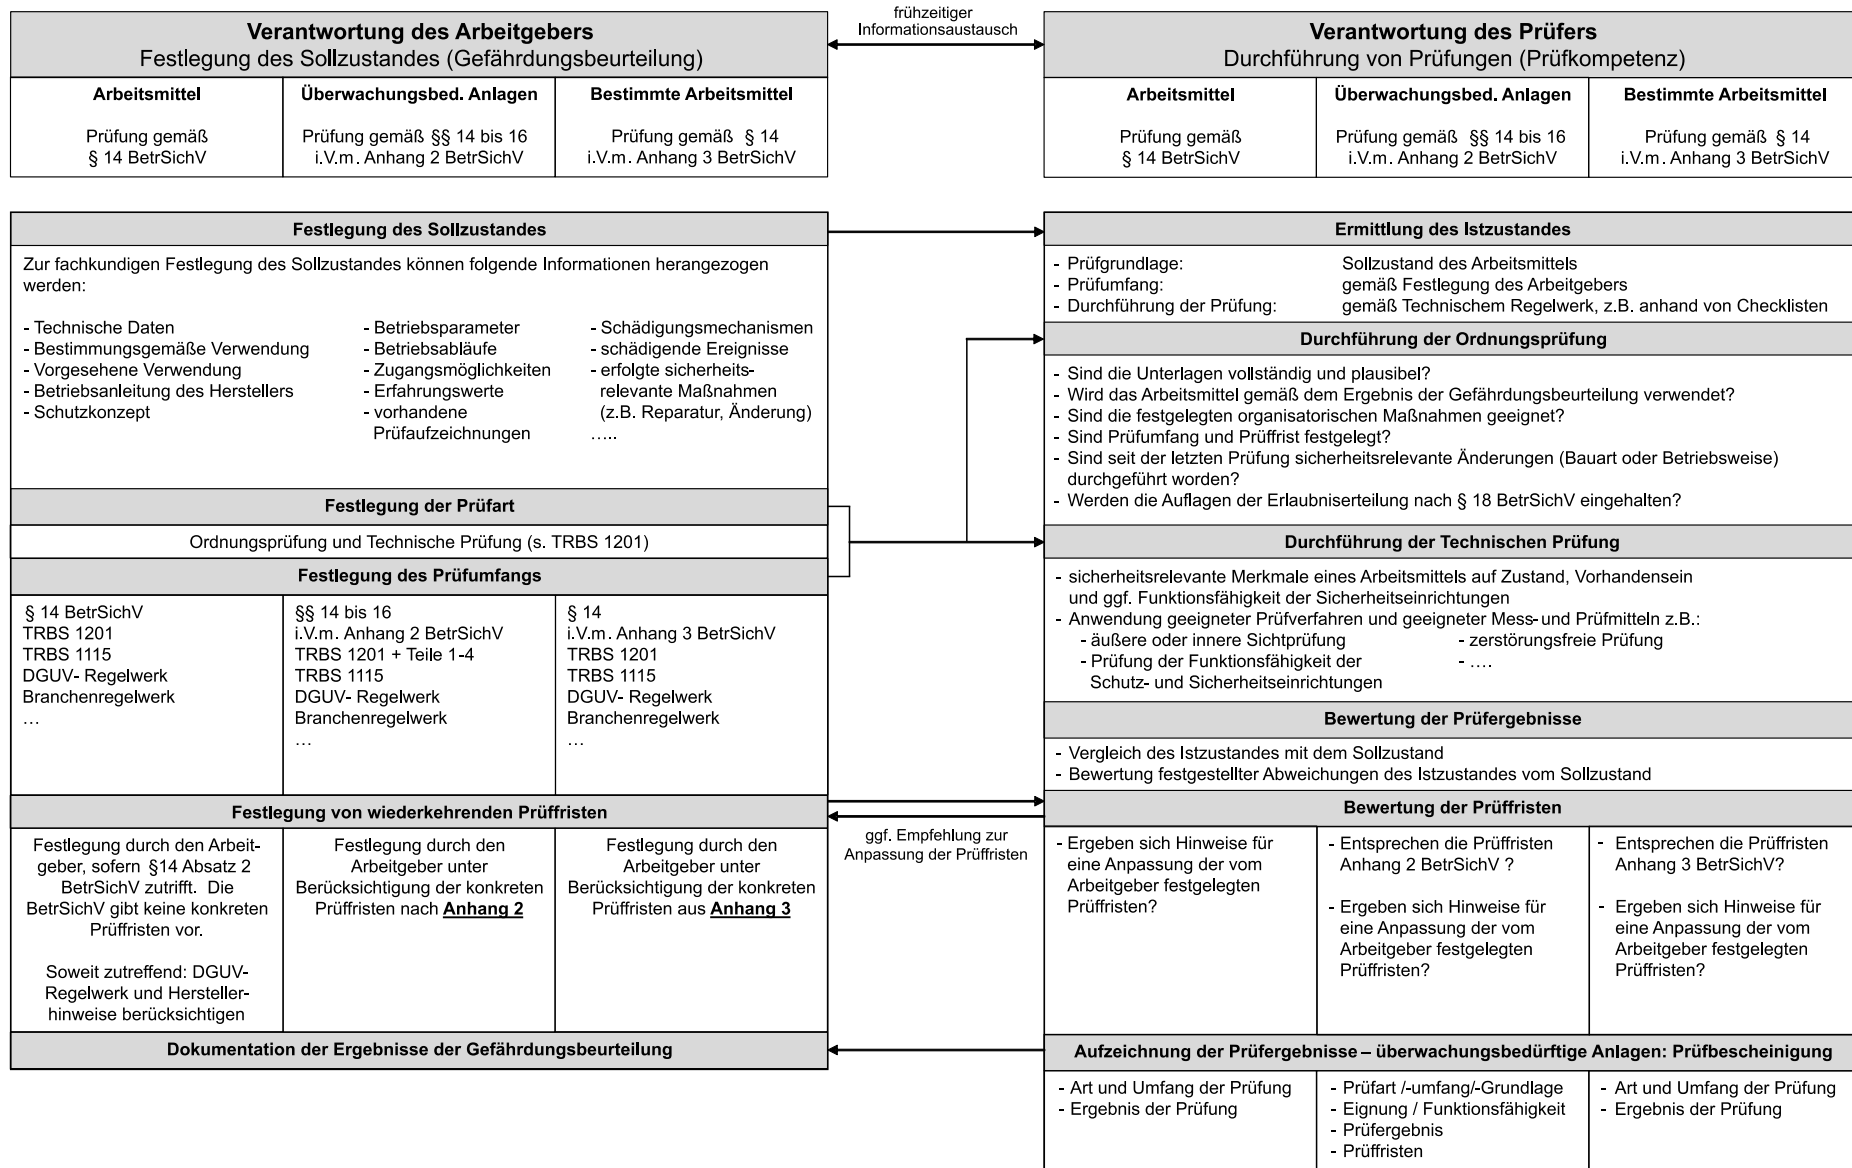 Verantwortung des Arbeitgebers
Festlegung des Sollzustandes (Gefährdungsbeurteilung)
Arbeitsmittel
Prüfung gemäß
§ 14 BetrSichV
Überwachungsbed. Anlagen
Prüfung gemäß §§ 14 bis 16
i.V.m. Anhang 2 BetrSichV
Bestimmte Arbeitsmittel
Prüfung gemäß § 14
i.V.m. Anhang 3 BetrSichV
frühzeitiger
Informationsaustausch
Verantwortung des Prüfers
Durchführung von Prüfungen (Prüfkompetenz)
Arbeitsmittel
Prüfung gemäß
§ 14 BetrSichV
Überwachungsbed. Anlagen
Prüfung gemäß §§ 14 bis 16
i.V.m. Anhang 2 BetrSichV
Bestimmte Arbeitsmittel
Prüfung gemäß § 14
i.V.m. Anhang 3 BetrSichV
Festlegung des Sollzustandes
Zur fachkundigen Festlegung des Sollzustandes können folgende Informationen herangezogen
werden:
- Technische Daten
- Bestimmungsgemäße Verwendung
- Vorgesehene Verwendung
- Betriebsanleitung des Herstellers
- Schutzkonzept
- Betriebsparameter
- Betriebsabläufe
- Zugangsmöglichkeiten
- Erfahrungswerte
- vorhandene
Prüfaufzeichnungen
- Schädigungsmechanismen
- schädigende Ereignisse
- erfolgte sicherheits-
relevante Maßnahmen
(z.B. Reparatur, Änderung)
…..
Festlegung der Prüfart
Ordnungsprüfung und Technische Prüfung (s. TRBS 1201)
Festlegung des Prüfumfangs
§ 14 BetrSichV
TRBS 1201
TRBS 1115
DGUV- Regelwerk
Branchenregelwerk
…
§§ 14 bis 16
i.V.m. Anhang 2 BetrSichV
TRBS 1201 + Teile 1-4
TRBS 1115
DGUV- Regelwerk
Branchenregelwerk
…
§ 14
i.V.m. Anhang 3 BetrSichV
TRBS 1201
TRBS 1115
DGUV- Regelwerk
Branchenregelwerk
…
Festlegung von wiederkehrenden Prüffristen
Festlegung durch den Arbeit-
geber, sofern §14 Absatz 2
BetrSichV zutrifft. Die
BetrSichV gibt keine konkreten
Prüffristen vor.
Soweit zutreffend: DGUV-
Regelwerk und Hersteller-
hinweise berücksichtigen
Festlegung durch den
Arbeitgeber unter
Berücksichtigung der konkreten
Prüffristen nach Anhang 2
Festlegung durch den
Arbeitgeber unter
Berücksichtigung der konkreten
Prüffristen aus Anhang 3
Dokumentation der Ergebnisse der Gefährdungsbeurteilung
ggf. Empfehlung zur
Anpassung der Prüffristen
Ermittlung des Istzustandes
- Prüfgrundlage: Sollzustand des Arbeitsmittels
- Prüfumfang: gemäß Festlegung des Arbeitgebers
- Durchführung der Prüfung: gemäß Technischem Regelwerk, z.B. anhand von Checklisten
Durchführung der Ordnungsprüfung
- Sind die Unterlagen vollständig und plausibel?
- Wird das Arbeitsmittel gemäß dem Ergebnis der Gefährdungsbeurteilung verwendet?
- Sind die festgelegten organisatorischen Maßnahmen geeignet?
- Sind Prüfumfang und Prüffrist festgelegt?
- Sind seit der letzten Prüfung sicherheitsrelevante Änderungen (Bauart oder Betriebsweise)
durchgeführt worden?
- Werden die Auflagen der Erlaubniserteilung nach § 18 BetrSichV eingehalten?
Durchführung der Technischen Prüfung
- sicherheitsrelevante Merkmale eines Arbeitsmittels auf Zustand, Vorhandensein
und ggf. Funktionsfähigkeit der Sicherheitseinrichtungen
- Anwendung geeigneter Prüfverfahren und geeigneter Mess- und Prüfmitteln z.B.:
- äußere oder innere Sichtprüfung
- Prüfung der Funktionsfähigkeit der
Schutz- und Sicherheitseinrichtungen
- zerstörungsfreie Prüfung
- ….
Bewertung der Prüfergebnisse
- Vergleich des Istzustandes mit dem Sollzustand
- Bewertung festgestellter Abweichungen des Istzustandes vom Sollzustand
Bewertung der Prüffristen
- Ergeben sich Hinweise für
eine Anpassung der vom
Arbeitgeber festgelegten
Prüffristen?
- Entsprechen die Prüffristen
Anhang 2 BetrSichV ?
- Ergeben sich Hinweise für
eine Anpassung der vom
Arbeitgeber festgelegten
Prüffristen?
- Entsprechen die Prüffristen
Anhang 3 BetrSichV?
- Ergeben sich Hinweise für
eine Anpassung der vom
Arbeitgeber festgelegten
Prüffristen?
Aufzeichnung der Prüfergebnisse – überwachungsbedürftige Anlagen: Prüfbescheinigung
- Art und Umfang der Prüfung
- Ergebnis der Prüfung
- Prüfart /-umfang/-Grundlage
- Eignung / Funktionsfähigkeit
- Prüfergebnis
- Prüffristen
- Art und Umfang der Prüfung
- Ergebnis der Prüfung